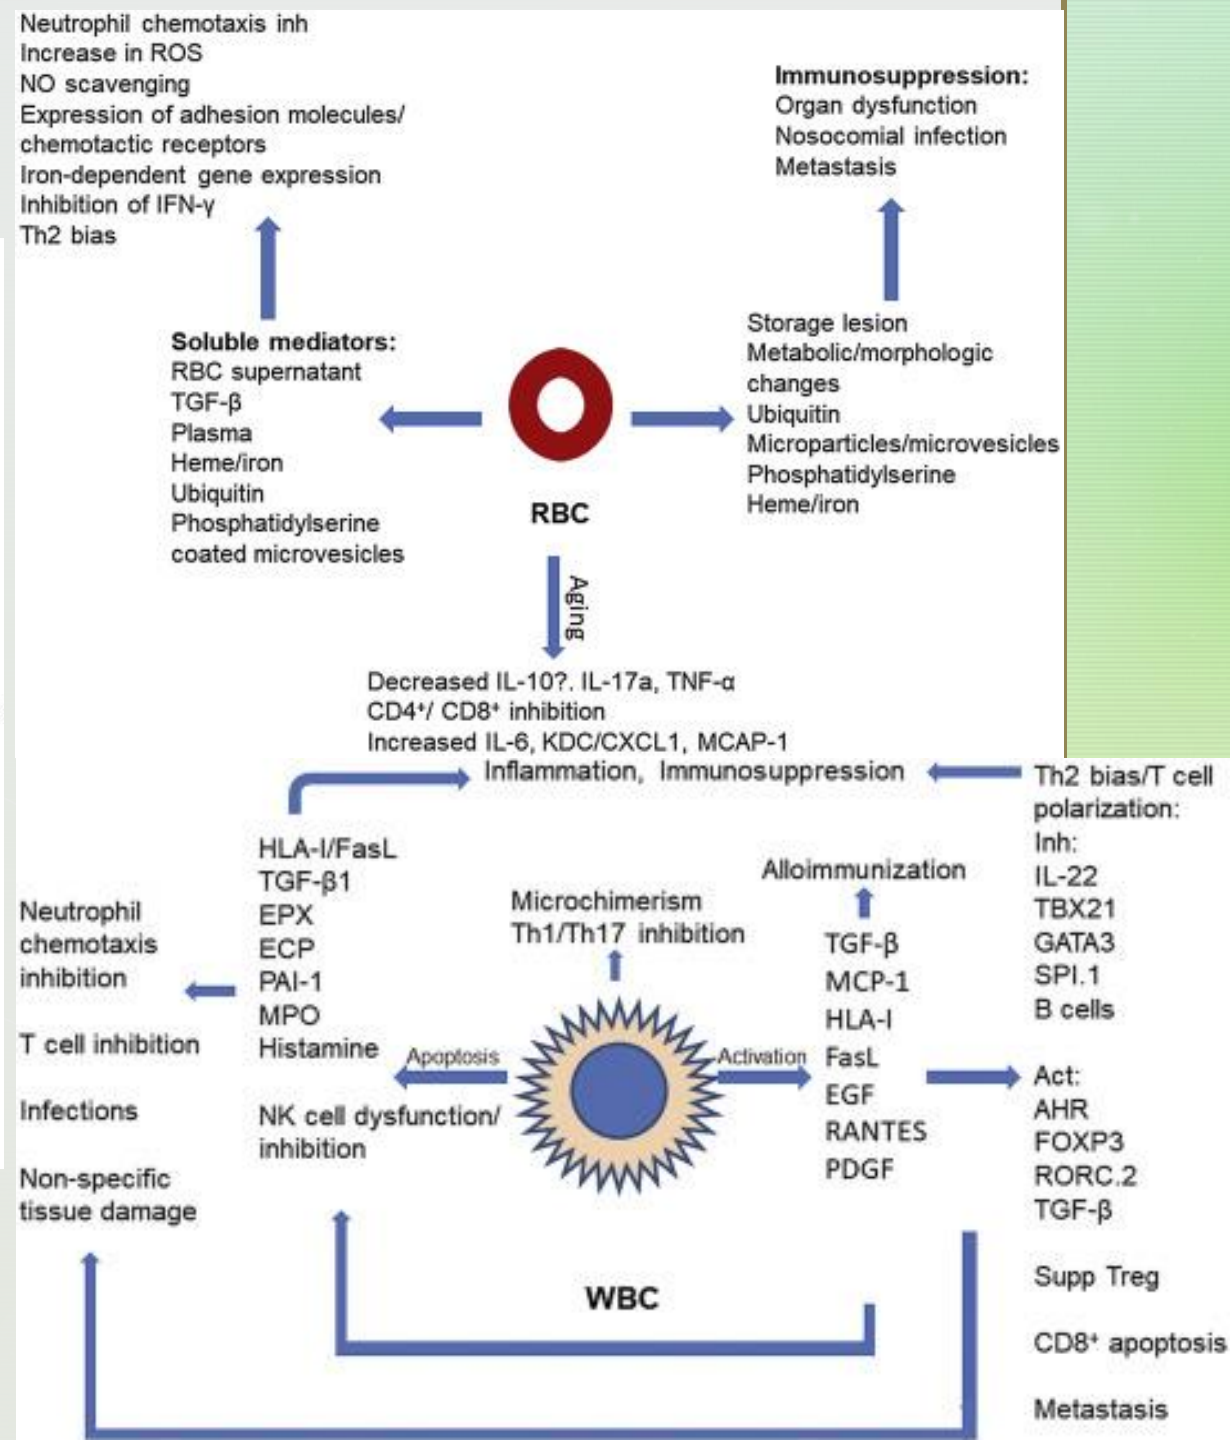 Neutrophil chemotaxis inh
Increase in ROS
NO scavenging
Expression of adhesion molecules/
chemotactic receptors
Iron-dependent gene expression
Inhibition of IFN-γ
Th2 bias
Immunosuppression:
Organ dysfunction
Nosocomial infection
Metastasis
Soluble mediators:
RBC supernatant
TGF-β
Plasma
Heme/iron
Ubiquitin
Phosphatidylserine
coated microvesicles
RBC
Storage lesion
Metabolic/morphologic
changes
Ubiquitin
Microparticles/microvesicles
Phosphatidylserine
Heme/iron
Aging
Decreased IL-10?. IL-17a, TNF-α
CD4⁺/ CD8⁺ inhibition
Increased IL-6, KDC/CXCL1, MCAP-1
Inflammation, Immunosuppression
Neutrophil
chemotaxis
inhibition
T cell inhibition
Infections
Non-specific
tissue damage
HLA-I/FasL
TGF-β1
EPX
ECP
PAI-1
MPO
Histamine
NK cell dysfunction/
inhibition
Apoptosis
Microchimerism
Th1/Th17 inhibition
Activation
WBC
Alloimmunization
TGF-β
MCP-1
HLA-I
FasL
EGF
RANTES
PDGF
Th2 bias/T cell
polarization:
Inh:
IL-22
TBX21
GATA3
SPI.1
B cells
Act:
AHR
FOXP3
RORC.2
TGF-β
Supp Treg
CD8⁺ apoptosis
Metastasis